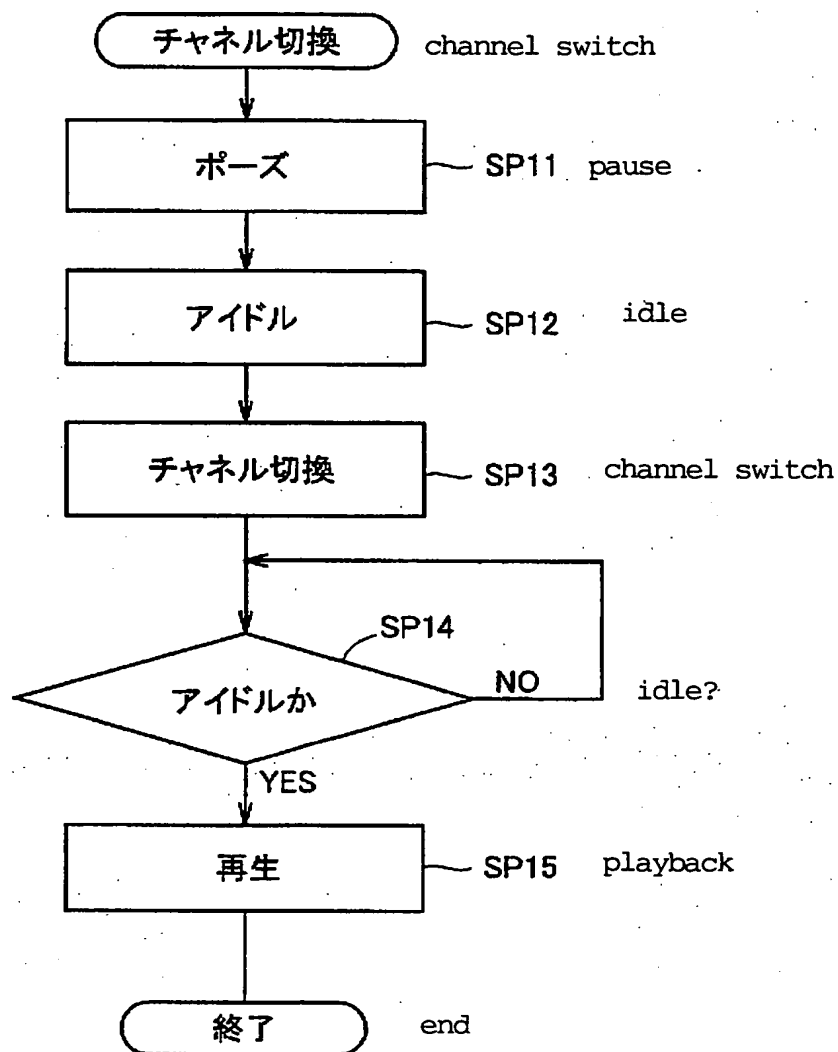 チャネル切換 channel switch
ポーズ SP11 pause
アイドル SP12 idle
チャネル切換 SP13 channel switch
SP14
アイドルか NO idle?
YES
再生 SP15 playback
終了 end